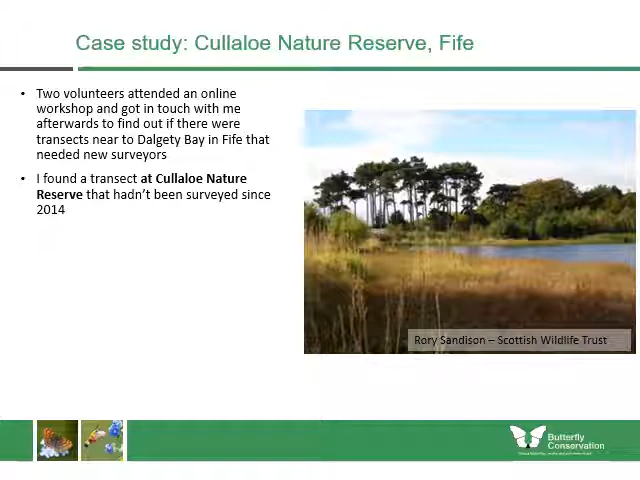 Case study: Cullaloe Nature Reserve, Fife
• Two volunteers attended an online
workshop and got in touch with me
afterwards to find out if there were
transects near to Dalgety Bay in Fife that
needed new surveyors
• I found a transect at Cullaloe Nature
Reserve that hadn't been surveyed since
2014
Rory Sandison – Scottish Wildlife Trust
Butterfly
Conservation